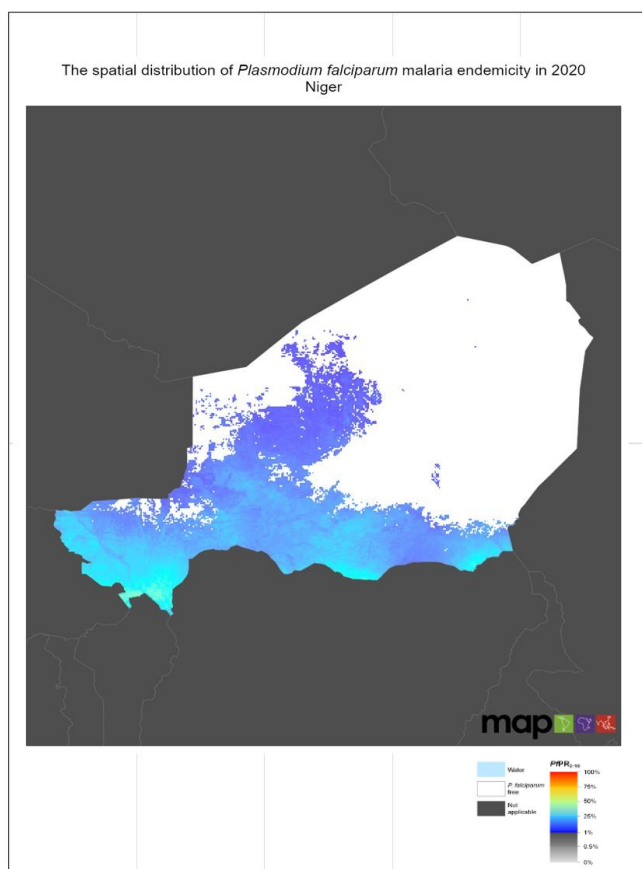 The spatial distribution of Plasmodium falciparum malaria endemicity in 2020
Niger
map
Water
P. falciparum
free
Not
applicable
PfPR2-10
100%
75%
50%
25%
1%
0.5%
0%